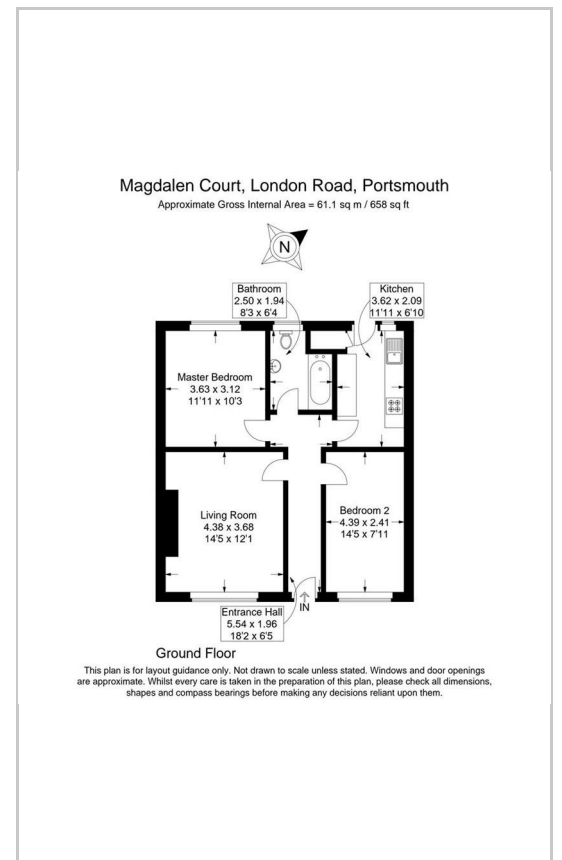 Magdalen Court, London Road, Portsmouth
Approximate Gross Internal Area = 61.1 sq m / 658 sq ft
N
Bathroom
2.50 x 1.94
8'3 x 6'4
Kitchen
3.62 x 2.09
11'11 x 6'10
Master Bedroom
3.63 x 3.12
11'11 x 10'3
Living Room
4.38 x 3.68
14'5 x 12'1
Bedroom 2
4.39 x 2.41
14'5 x 7'11
IN
Entrance Hall
5.54 x 1.96
18'2 x 6'5
Ground Floor
This plan is for layout guidance only. Not drawn to scale unless stated. Windows and door openings
are approximate. Whilst every care is taken in the preparation of this plan, please check all dimensions,
shapes and compass bearings before making any decisions reliant upon them.